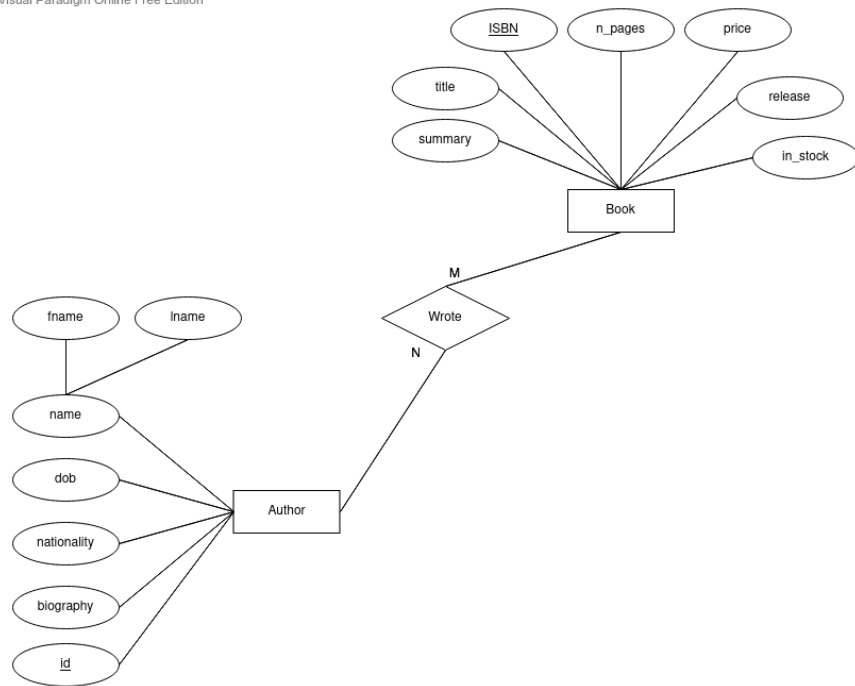 Visual Paradigm Online Free Edition
ISBN
n_pages
price
title
release
summary
in_stock
Book
M
Wrote
N
fname
lname
name
dob
Author
nationality
biography
id